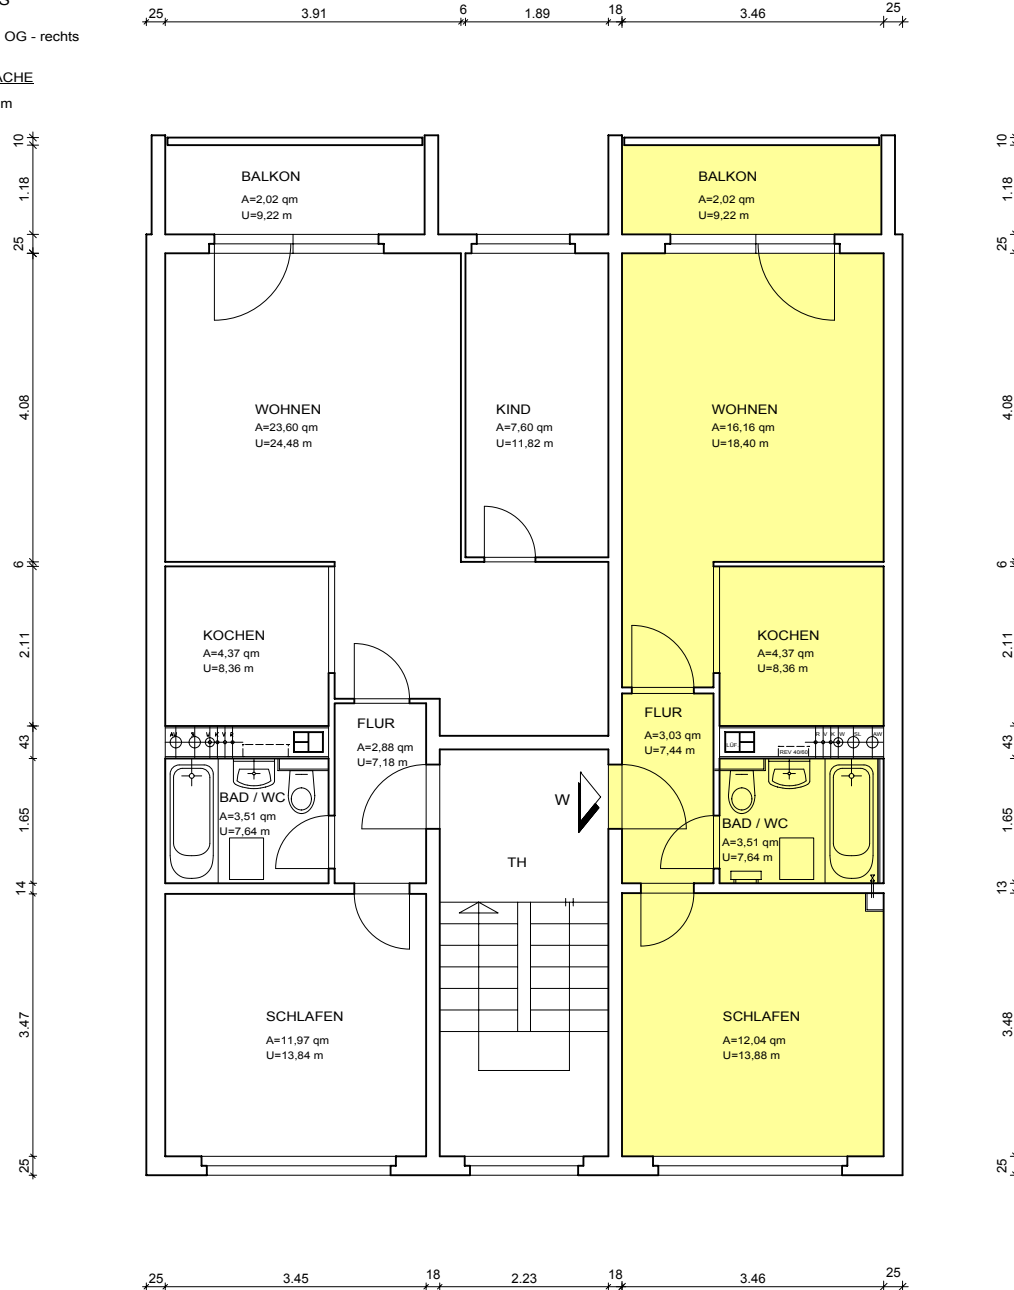 OG - rechts
m
25 3.91 6 1.89 18 3.46 25
10
1.18
25
4.08
6
2.11
43
1.65
14
3.47
25
BALKON
A=2,02 qm
U=9,22 m
BALKON
A=2,02 qm
U=9,22 m
WOHNEN
A=23,60 qm
U=24,48 m
KIND
A=7,60 qm
U=11,82 m
WOHNEN
A=16,16 qm
U=18,40 m
KOCHEN
A=4,37 qm
U=8,36 m
KOCHEN
A=4,37 qm
U=8,36 m
FLUR
A=2,88 qm
U=7,18 m
FLUR
A=3,03 qm
U=7,44 m
R V K W SL AW
LÜF.
REV 40/60
BAD / WC
A=3,51 qm
U=7,64 m
W
TH
BAD / WC
A=3,51 qm
U=7,64 m
SCHLAFEN
A=11,97 qm
U=13,84 m
SCHLAFEN
A=12,04 qm
U=13,88 m
10
1.18
25
4.08
6
2.11
43
1.65
13
3.48
25
25 3.45 18 2.23 18 3.46 25